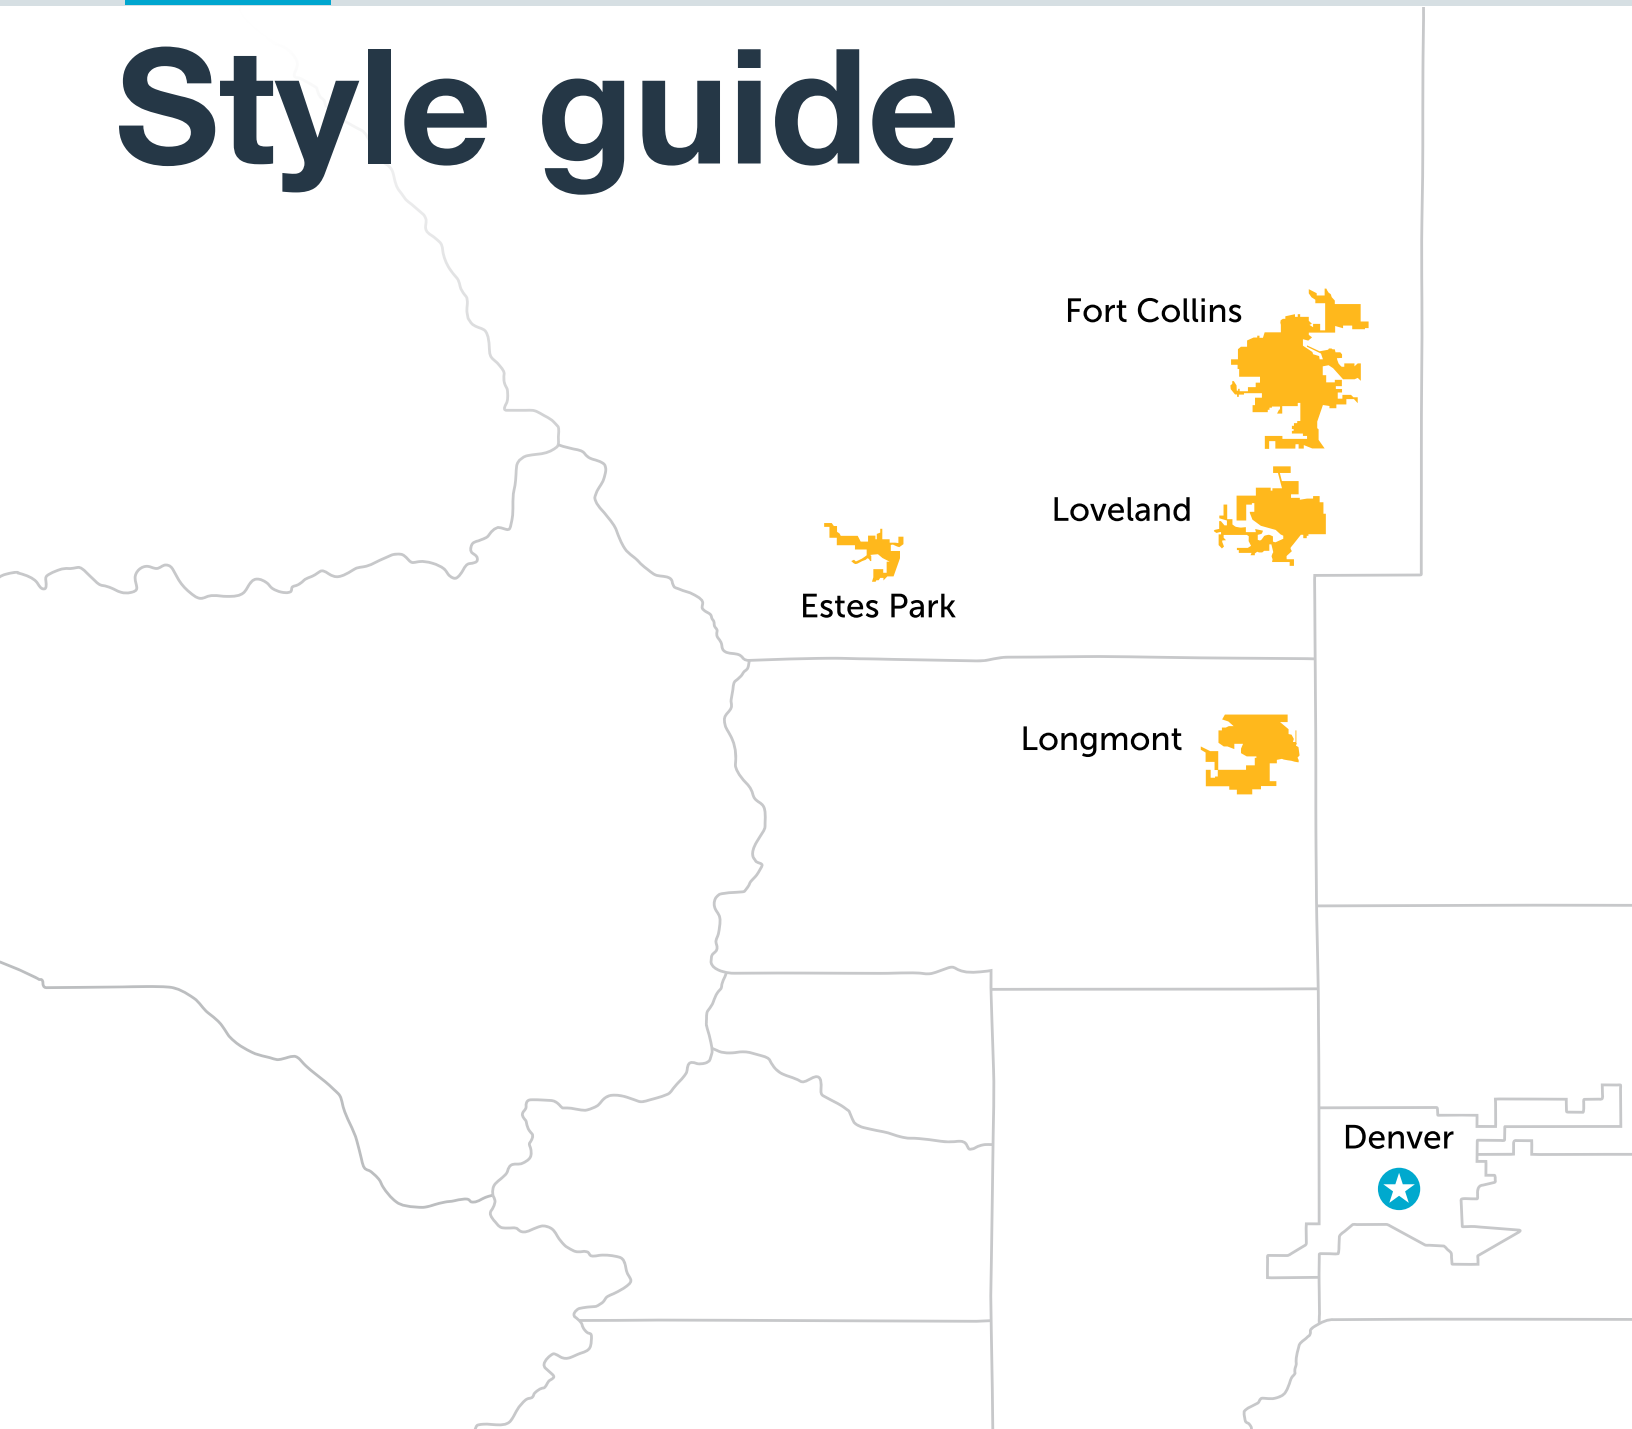 Style guide
Fort Collins
Loveland
Estes Park
Longmont
Denver